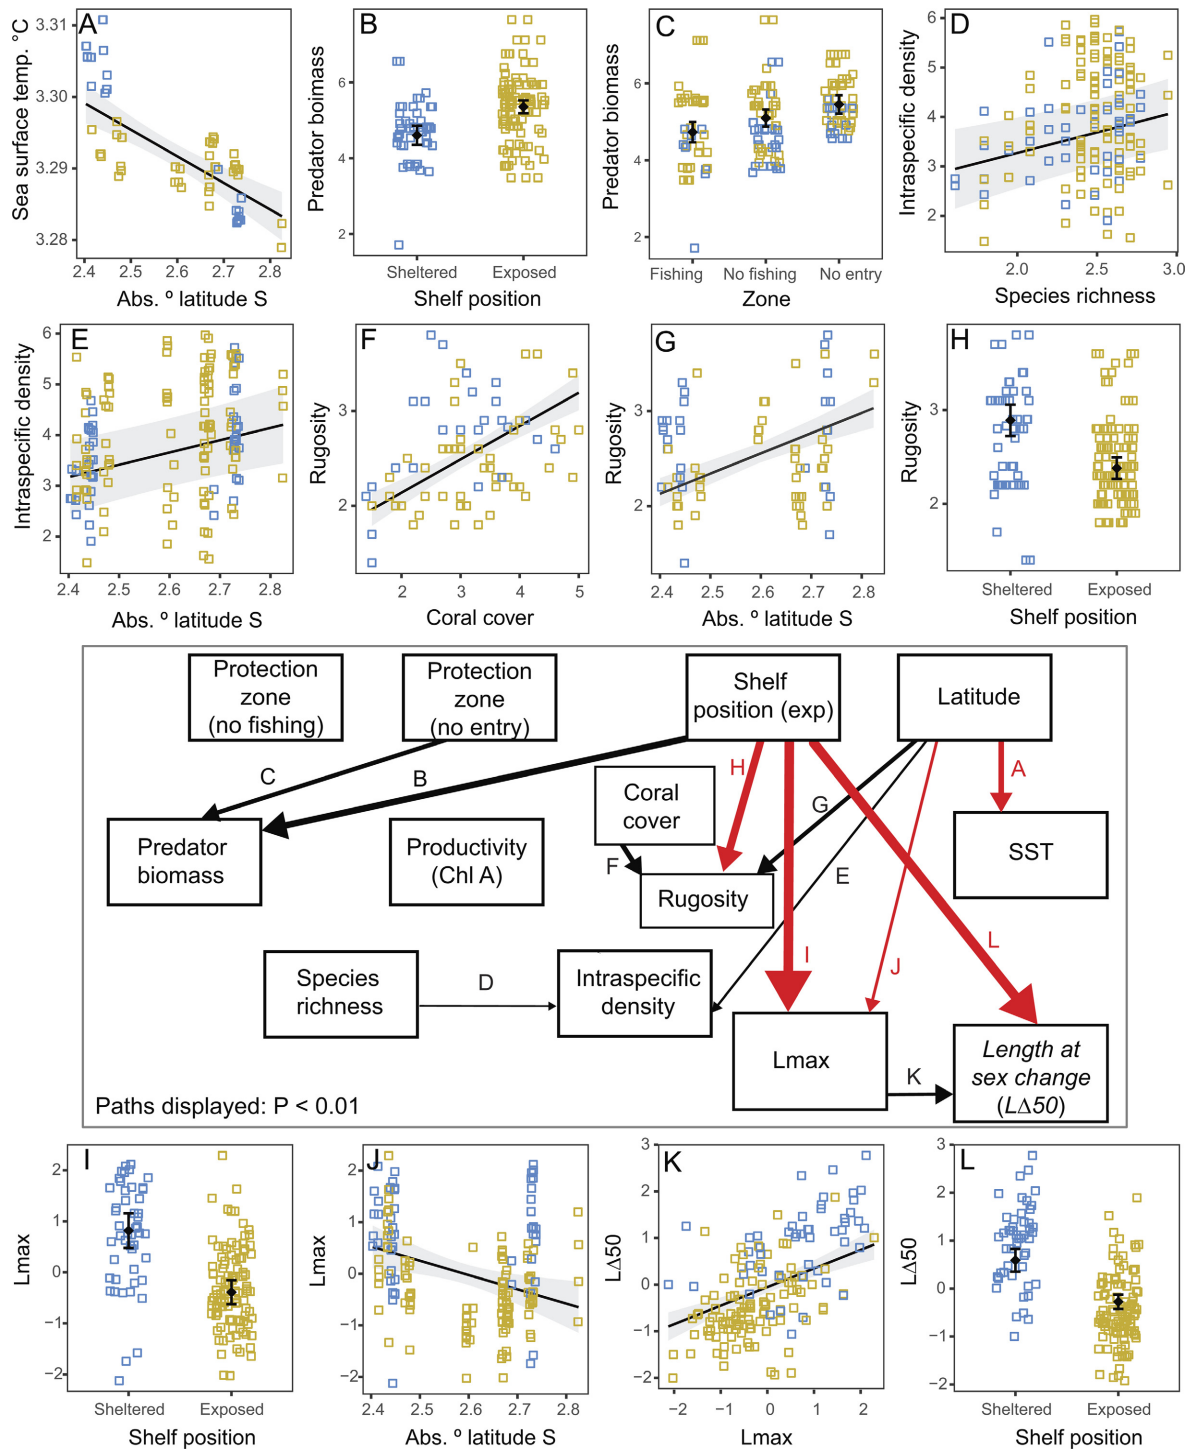 A
Sea surface temp. °C
3.31
3.30
3.29
3.28
2.4 2.5 2.6 2.7 2.8
Abs. º latitude S
B
Predator boimass
6
4
2
Sheltered Exposed
Shelf position
C
Predator biomass
6
4
2
Fishing No fishing No entry
Zone
D
Intraspecific density
6
5
4
3
2
2.0 2.5 3.0
Species richness
E
Intraspecific density
6
5
4
3
2
2.4 2.5 2.6 2.7 2.8
Abs. º latitude S
F
Rugosity
3
2
2 3 4 5
Coral cover
G
Rugosity
3
2
2.4 2.5 2.6 2.7 2.8
Abs. º latitude S
H
Rugosity
3
2
Sheltered Exposed
Shelf position
Protection
zone
(no fishing)
Protection
zone
(no entry)
Shelf
position (exp)
Latitude
C
B
H
G
A
F
E
Coral
cover
Predator
biomass
Productivity
(Chl A)
Rugosity
SST
Species
richness
D
Intraspecific
density
I
J
L
Lmax
K
Length at
sex change
(L∆50)
Paths displayed: P < 0.01
I
Lmax
2
1
0
−1
−2
Sheltered Exposed
Shelf position
J
Lmax
2
1
0
−1
−2
2.4 2.5 2.6 2.7 2.8
Abs. º latitude S
K
L∆50
3
2
1
0
−1
−2
−2 −1 0 1 2
Lmax
L
L∆50
3
2
1
0
−1
−2
Sheltered Exposed
Shelf position